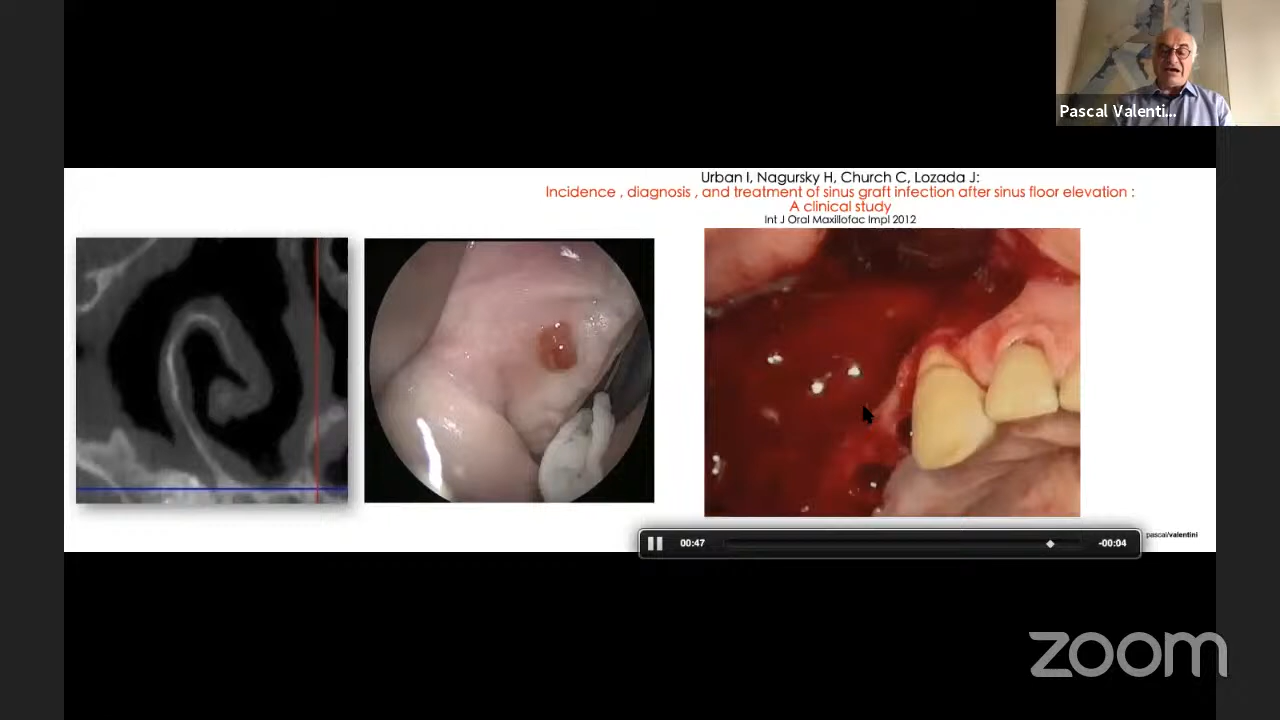 Pascal Valenti...
Urban I, Nagursky H, Church C, Lozada J:
Incidence , diagnosis , and treatment of sinus graft infection after sinus floor elevation :
A clinical study
Int J Oral Maxillofac Impl 2012
00:47
-00:04
pascal/valentini
zoom